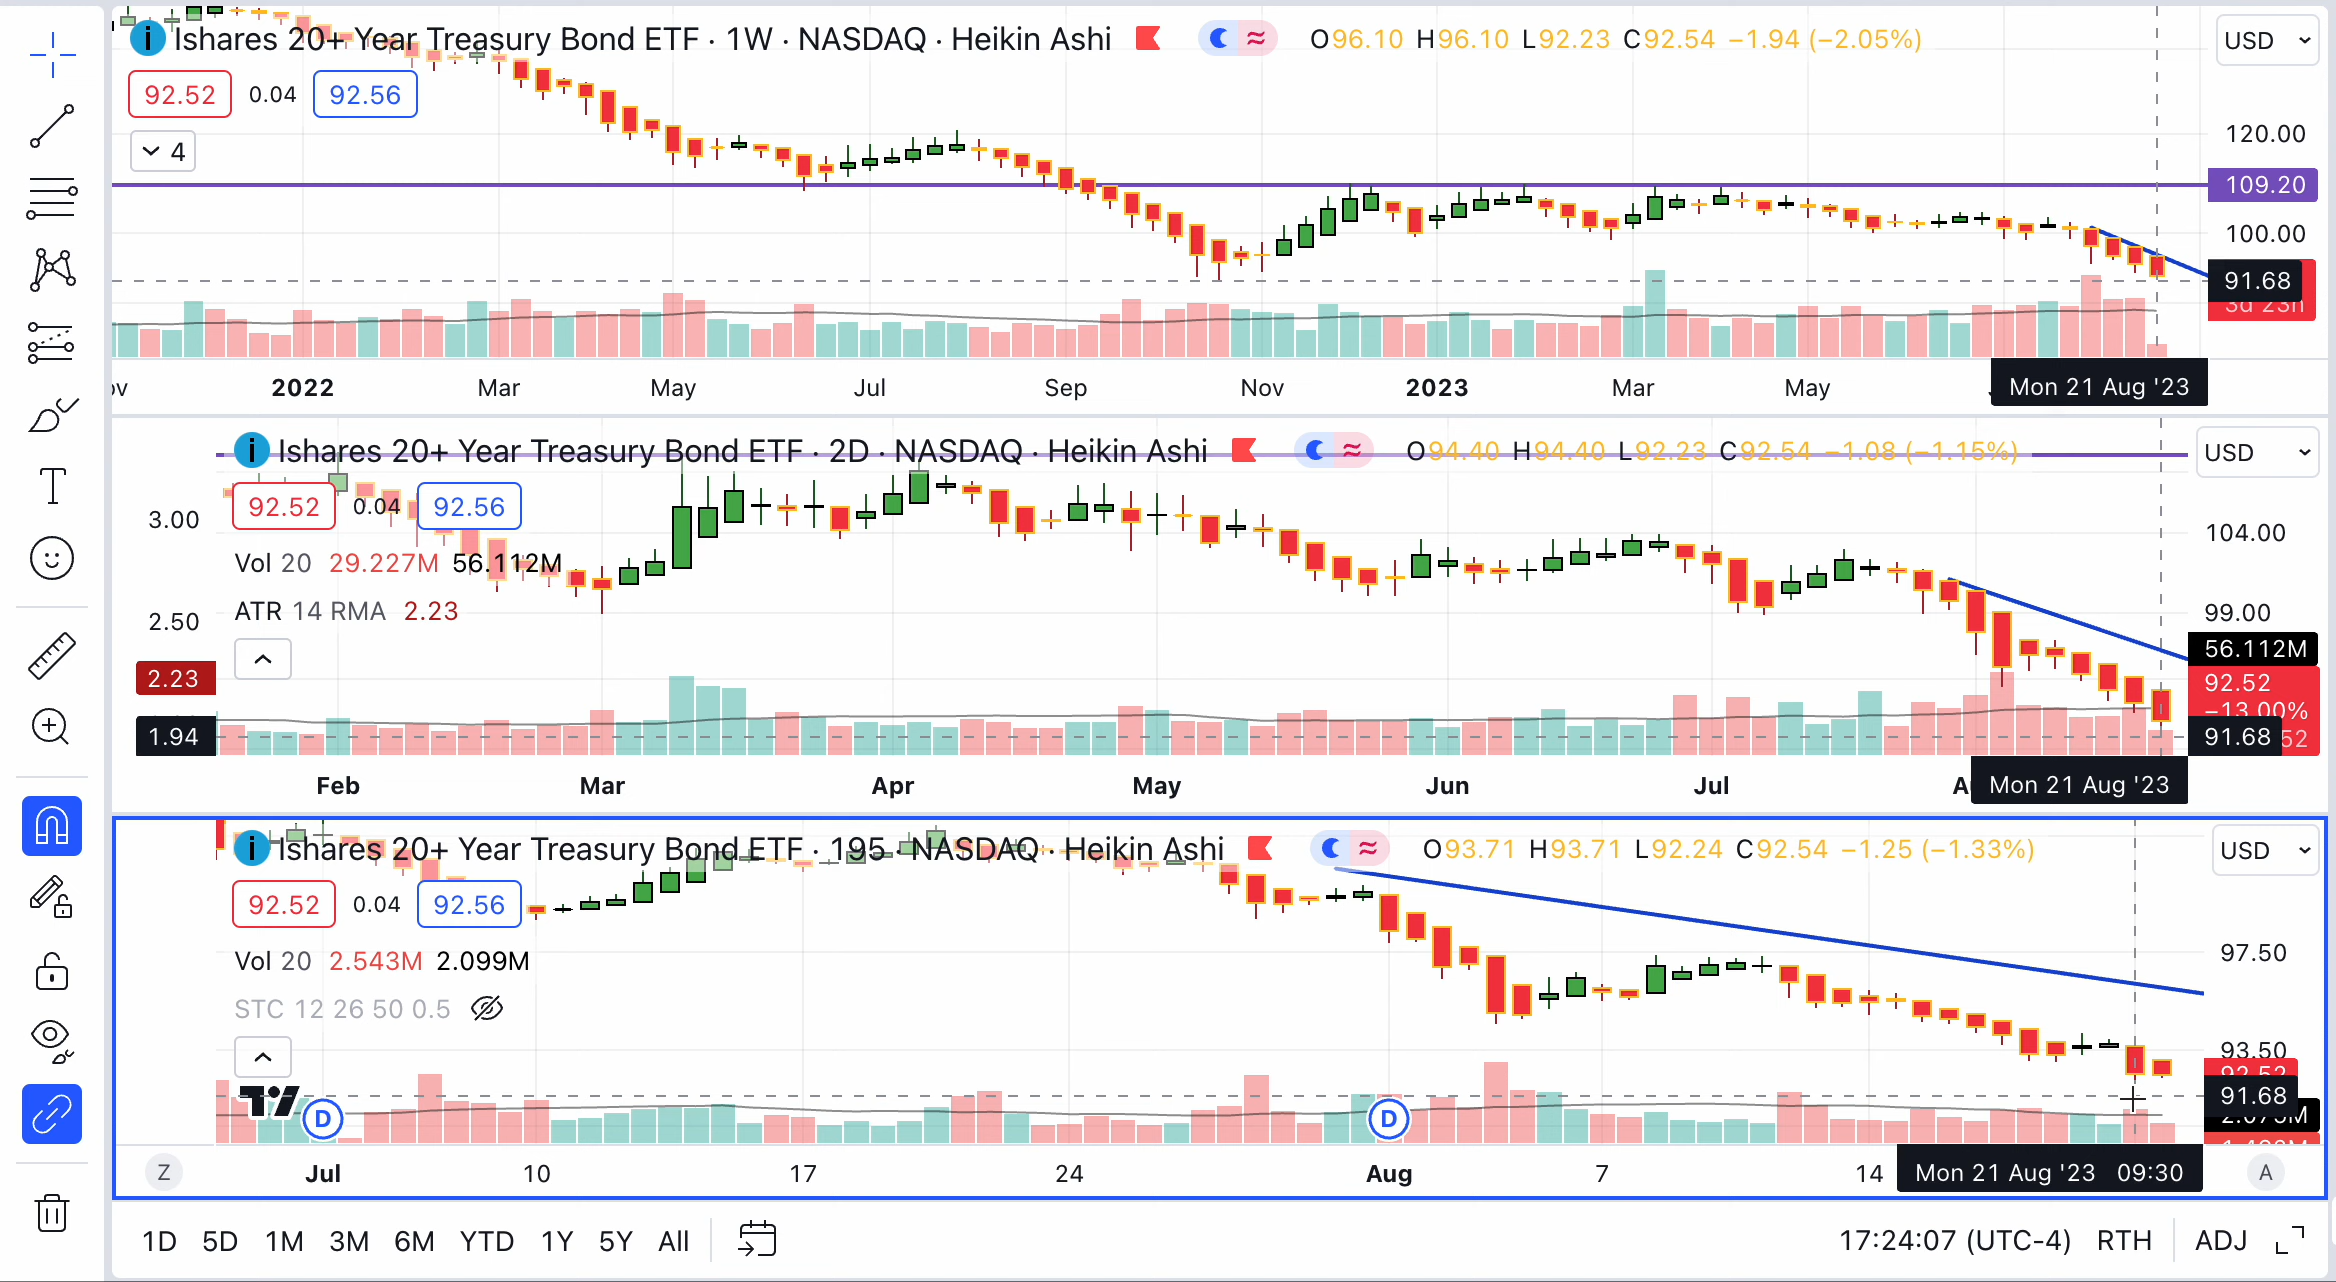 Ishares 20+ Year Treasury Bond ETF · 1W · NASDAQ · Heikin Ashi O96.10 H96.10 L92.23 C92.54 −1.94 (−2.05%) USD
92.52 0.04 92.56
4
120.00
109.20
100.00
91.68
3d 23h
2022 Mar May Jul Sep Nov 2023 Mar May Mon 21 Aug '23
Ishares 20+ Year Treasury Bond ETF · 2D · NASDAQ · Heikin Ashi O94.40 H94.40 L92.23 C92.54 −1.08 (−1.15%) USD
92.52 0.04 92.56
3.00 104.00
Vol 20 29.227M 56.112M
ATR 14 RMA 2.23
2.50 99.00
56.112M
2.23 92.52
−13.00%
1.94 91.68 52
Feb Mar Apr May Jun Jul Mon 21 Aug '23
Ishares 20+ Year Treasury Bond ETF · 195 · NASDAQ · Heikin Ashi O93.71 H93.71 L92.24 C92.54 −1.25 (−1.33%) USD
92.52 0.04 92.56
Vol 20 2.543M 2.099M
97.50
STC 12 26 50 0.5
93.50
92.52
91.68
D D
Z Jul 10 17 24 Aug 7 14 Mon 21 Aug '23 09:30 A
1D 5D 1M 3M 6M YTD 1Y 5Y All 17:24:07 (UTC-4) RTH ADJ